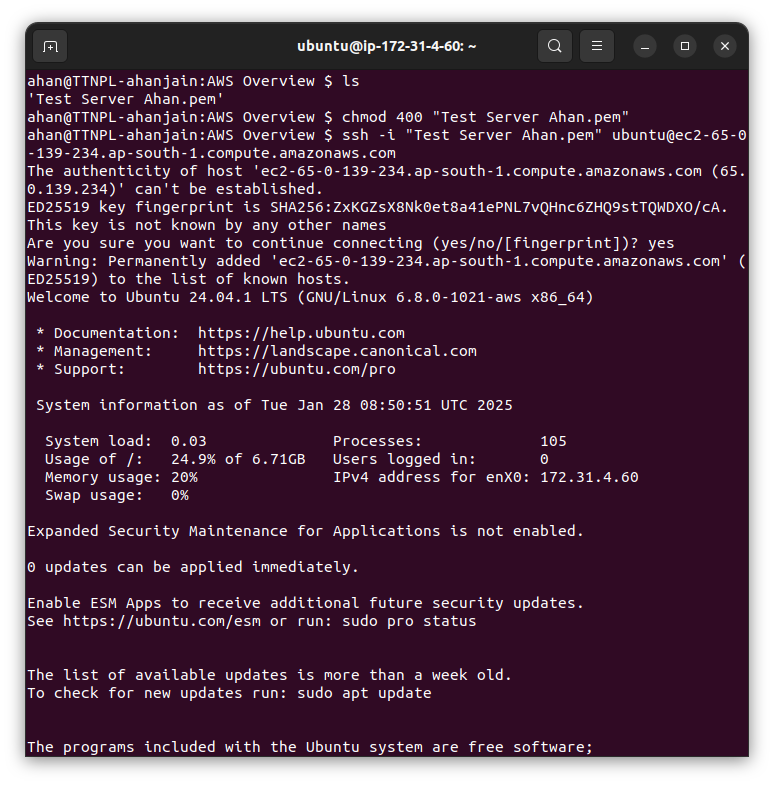 ubuntu@ip-172-31-4-60: ~
ahan@TTNPL-ahanjain:AWS Overview $ ls
'Test Server Ahan.pem'
ahan@TTNPL-ahanjain:AWS Overview $ chmod 400 "Test Server Ahan.pem"
ahan@TTNPL-ahanjain:AWS Overview $ ssh -i "Test Server Ahan.pem" ubuntu@ec2-65-0
-139-234.ap-south-1.compute.amazonaws.com
The authenticity of host 'ec2-65-0-139-234.ap-south-1.compute.amazonaws.com (65.
0.139.234)' can't be established.
ED25519 key fingerprint is SHA256:ZxKGZsX8Nk0et8a41ePNL7vQHnc6ZHQ9stTQWDXO/cA.
This key is not known by any other names
Are you sure you want to continue connecting (yes/no/[fingerprint])? yes
Warning: Permanently added 'ec2-65-0-139-234.ap-south-1.compute.amazonaws.com' (
ED25519) to the list of known hosts.
Welcome to Ubuntu 24.04.1 LTS (GNU/Linux 6.8.0-1021-aws x86_64)

 * Documentation:  https://help.ubuntu.com
 * Management:     https://landscape.canonical.com
 * Support:        https://ubuntu.com/pro

 System information as of Tue Jan 28 08:50:51 UTC 2025

  System load:  0.03              Processes:             105
  Usage of /:   24.9% of 6.71GB   Users logged in:       0
  Memory usage: 20%               IPv4 address for enX0: 172.31.4.60
  Swap usage:   0%

Expanded Security Maintenance for Applications is not enabled.

0 updates can be applied immediately.

Enable ESM Apps to receive additional future security updates.
See https://ubuntu.com/esm or run: sudo pro status


The list of available updates is more than a week old.
To check for new updates run: sudo apt update


The programs included with the Ubuntu system are free software;